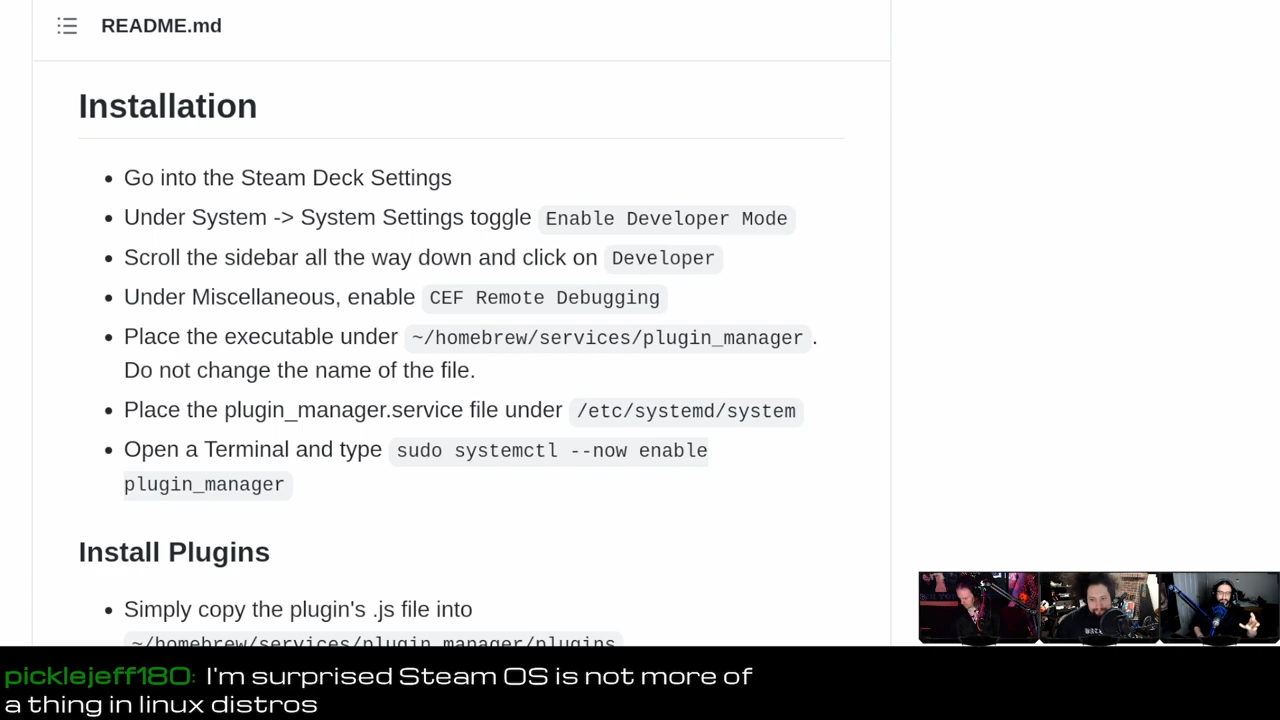 README.md
Installation
Go into the Steam Deck Settings
Under System -> System Settings toggle Enable Developer Mode
Scroll the sidebar all the way down and click on Developer
Under Miscellaneous, enable CEF Remote Debugging
Place the executable under ~/homebrew/services/plugin_manager.
Do not change the name of the file.
Place the plugin_manager.service file under /etc/systemd/system
Open a Terminal and type sudo systemctl --now enable
plugin_manager
Install Plugins
Simply copy the plugin's .js file into
~/homebrew/services/plugin_manager/plugins
picklejeff180: I'm surprised Steam OS is not more of
a thing in linux distros